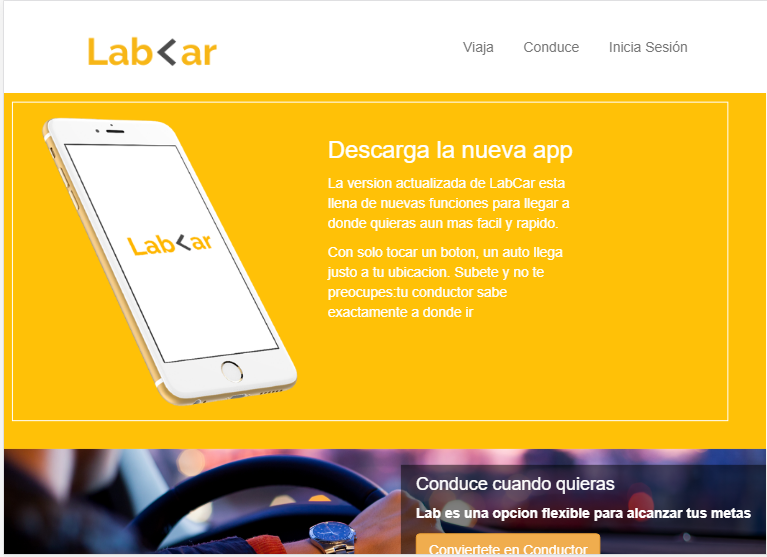 Lab<ar
Viaja Conduce Inicia Sesión
Descarga la nueva app
La version actualizada de LabCar esta
llena de nuevas funciones para llegar a
donde quieras aun mas facil y rapido.
Lab<ar
Con solo tocar un boton, un auto llega
justo a tu ubicacion. Subete y no te
preocupes:tu conductor sabe
exactamente a donde ir
Conduce cuando quieras
Lab es una opcion flexible para alcanzar tus metas
Conviertete en Conductor